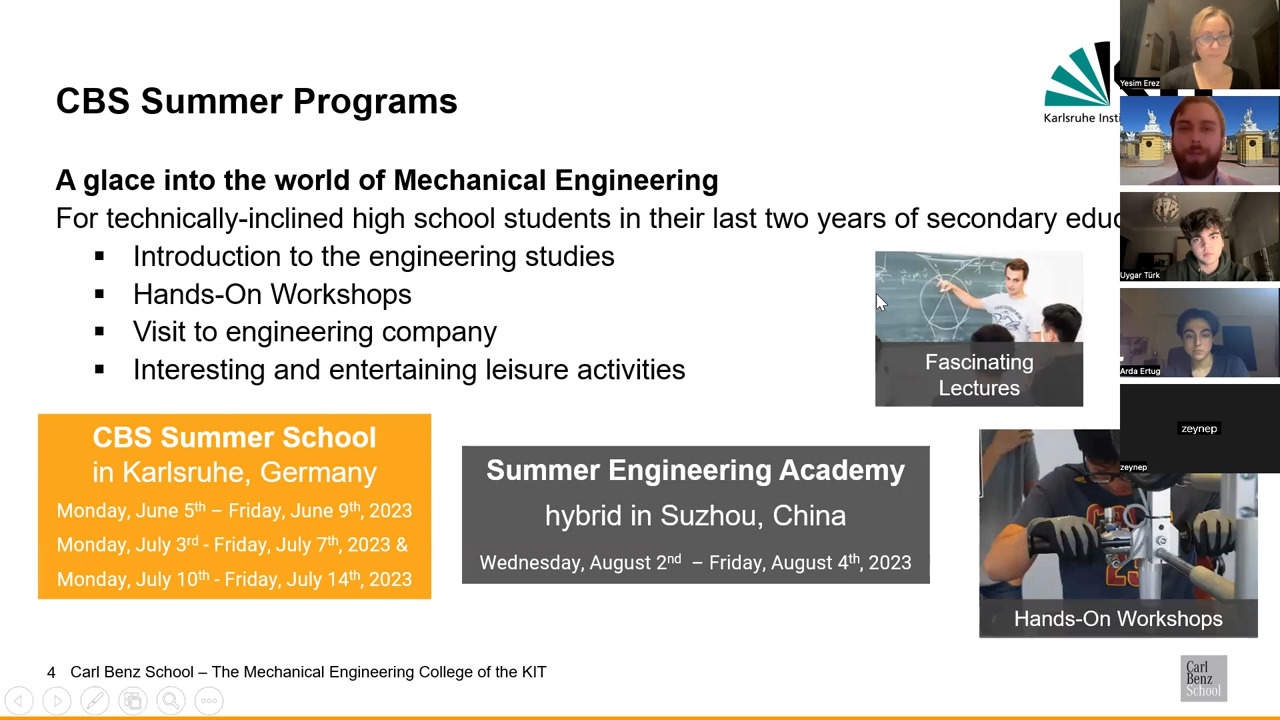 CBS Summer Programs
Karlsruhe Insti
A glace into the world of Mechanical Engineering
For technically-inclined high school students in their last two years of secondary educ
▪ Introduction to the engineering studies
▪ Hands-On Workshops
▪ Visit to engineering company
▪ Interesting and entertaining leisure activities
Fascinating
Lectures
CBS Summer School
in Karlsruhe, Germany
Monday, June 5th – Friday, June 9th, 2023
Monday, July 3rd - Friday, July 7th, 2023 &
Monday, July 10th - Friday, July 14th, 2023
Summer Engineering Academy
hybrid in Suzhou, China
Wednesday, August 2nd – Friday, August 4th, 2023
Hands-On Workshops
4 Carl Benz School – The Mechanical Engineering College of the KIT
Carl
Benz
School
Yesim Erez
Uygar Türk
Arda Ertug
zeynep
zeynep